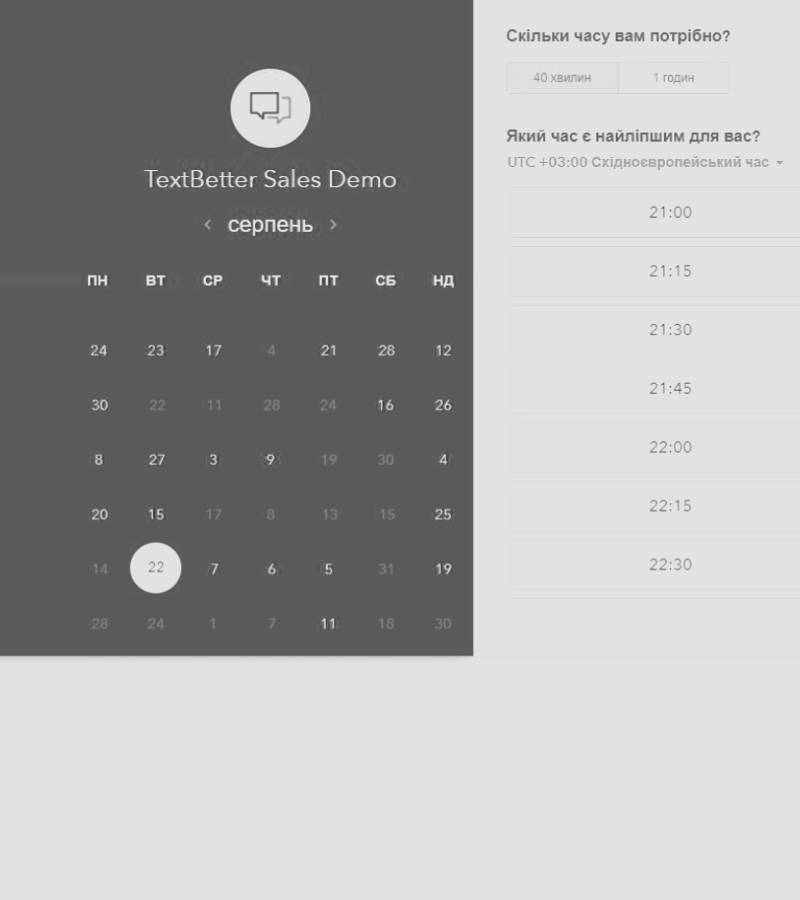 TextBetter Sales Demo
серпень
ПН ВТ СР ЧТ ПТ СБ НД
24 23 17 4 21 28 12
30 22 11 28 24 16 26
8 27 3 9 19 30 4
20 15 17 8 13 15 25
14 22 7 6 5 31 19
28 24 1 7 11 18 30
Скільки часу вам потрібно?
40 хвилин 1 годин
Який час є найліпшим для вас?
UTC +03:00 Східноєвропейський час
21:00
21:15
21:30
21:45
22:00
22:15
22:30